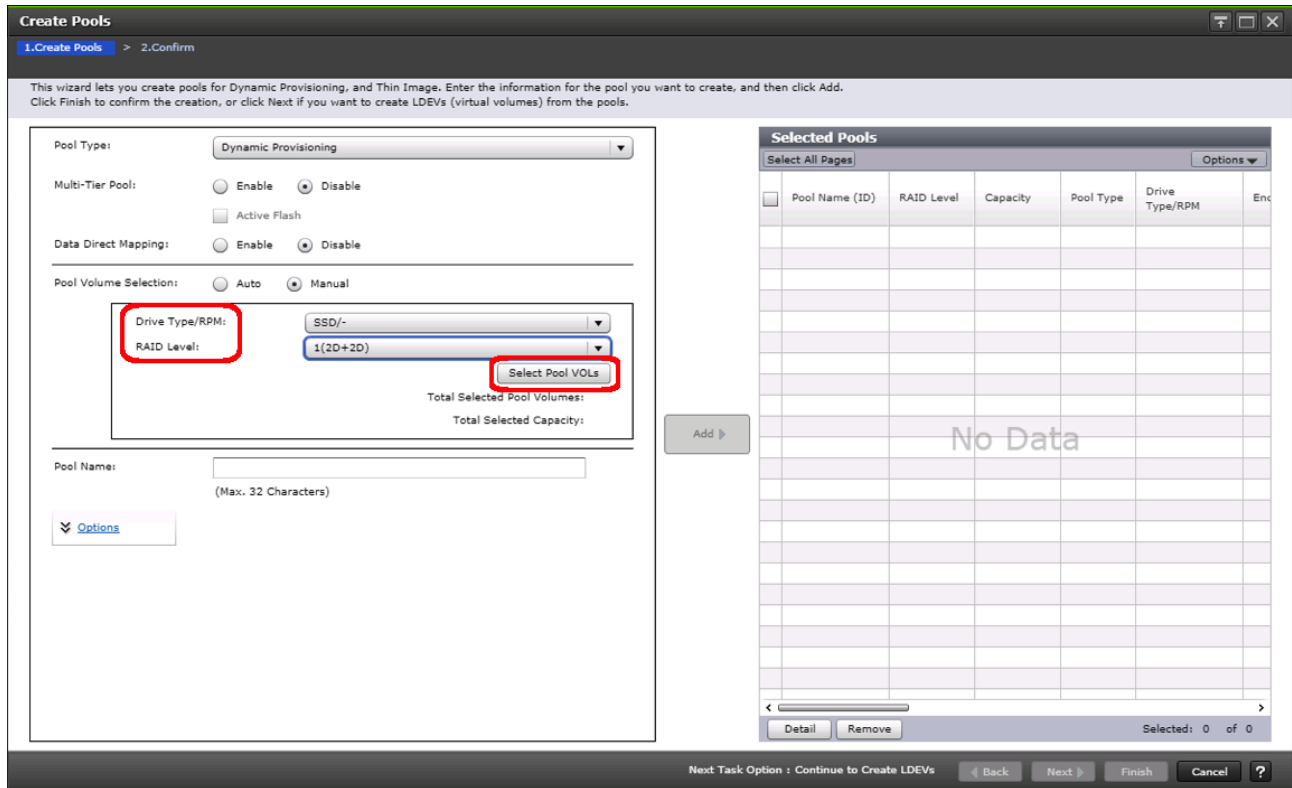 Create Pools
1.Create Pools > 2.Confirm
This wizard lets you create pools for Dynamic Provisioning, and Thin Image. Enter the information for the pool you want to create, and then click Add.
Click Finish to confirm the creation, or click Next if you want to create LDEVs (virtual volumes) from the pools.
Pool Type: Dynamic Provisioning
Multi-Tier Pool: Enable Disable
Active Flash
Data Direct Mapping: Enable Disable
Pool Volume Selection: Auto Manual
Drive Type/RPM: SSD/-
RAID Level: 1(2D+2D)
Select Pool VOLs
Total Selected Pool Volumes:
Total Selected Capacity:
Pool Name:
(Max. 32 Characters)
Options
Add
Selected Pools
Select All Pages Options
Pool Name (ID) RAID Level Capacity Pool Type Drive Type/RPM Enc
No Data
Detail Remove Selected: 0 of 0
Next Task Option : Continue to Create LDEVs Back Next Finish Cancel ?